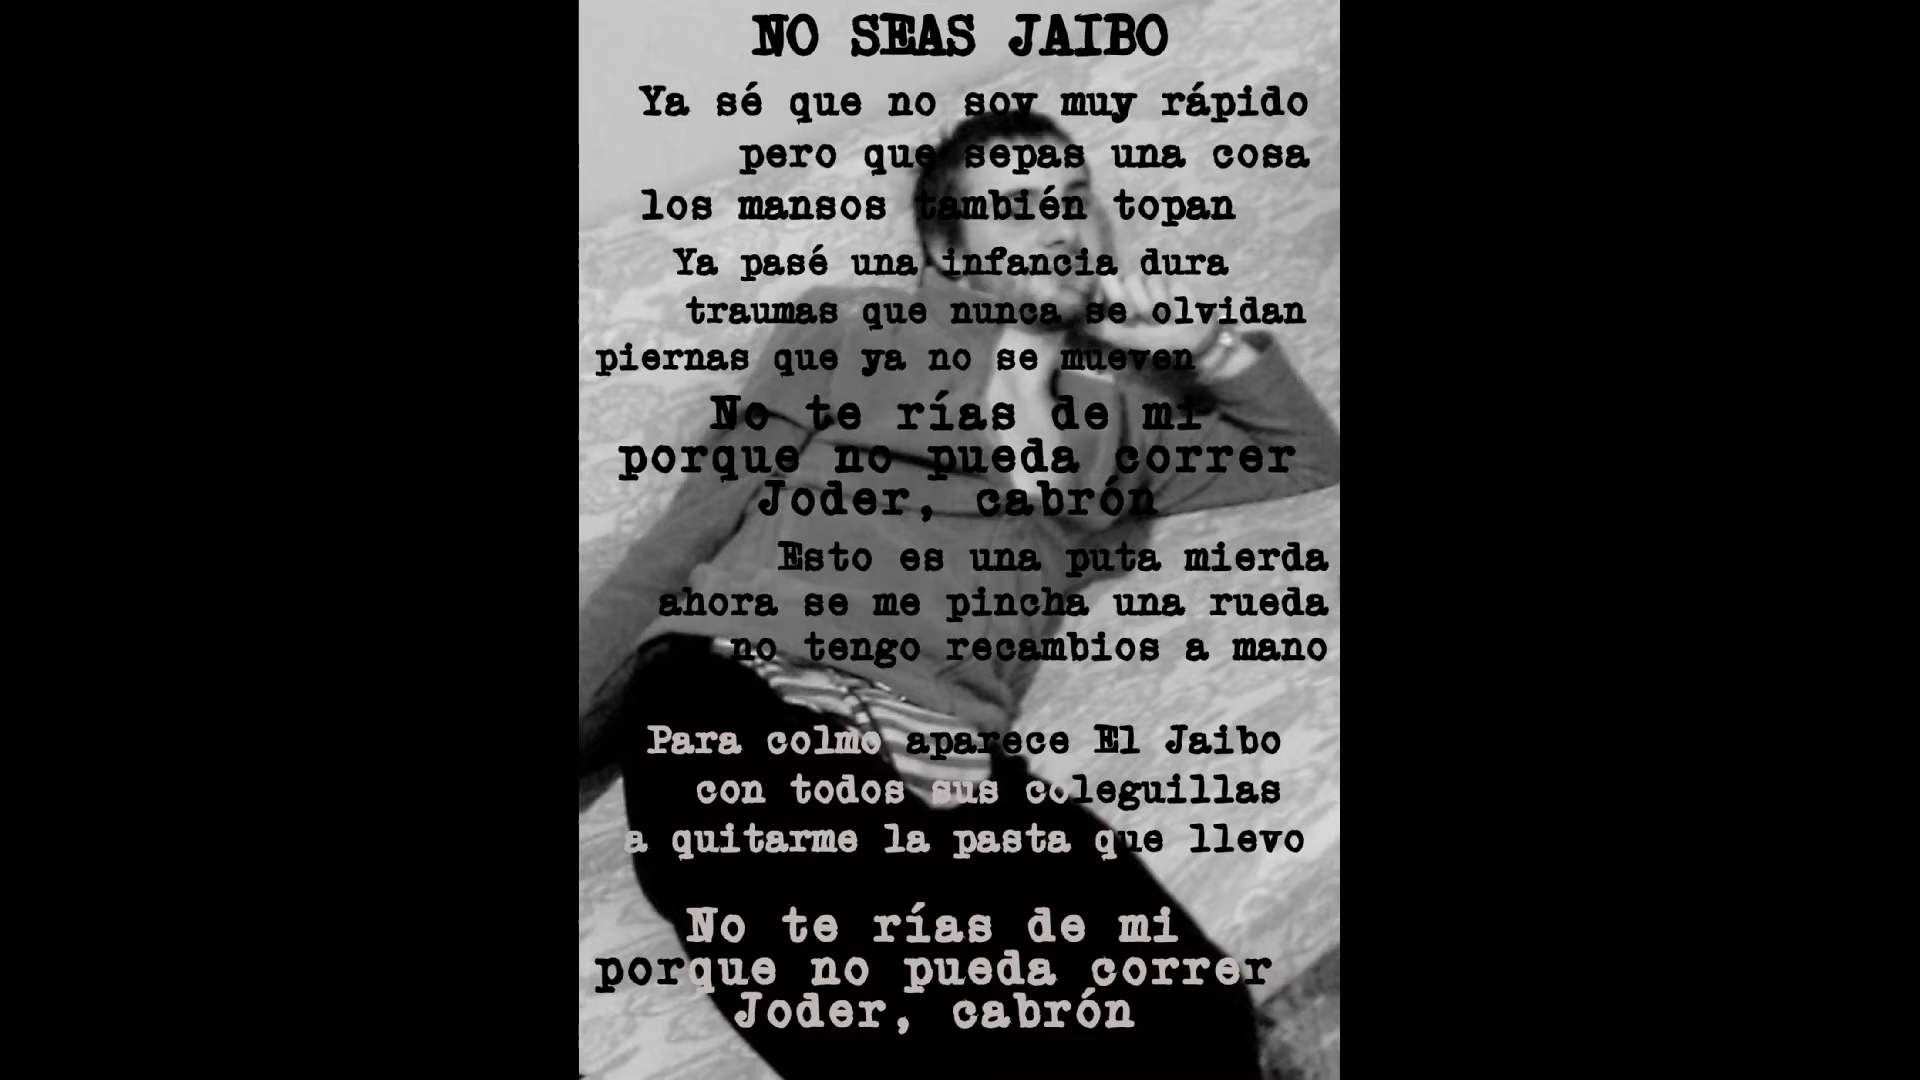 NO SEAS JAIBO
Ya sé que no soy muy rápido
pero que sepas una cosa
los mansos también topan
Ya pasé una infancia dura
traumas que nunca se olvidan
piernas que ya no se mueven
No te rías de mi
porque no pueda correr
Joder, cabrón
Esto es una puta mierda
ahora se me pincha una rueda
no tengo recambios a mano
Para colmo aparece El Jaibo
con todos sus coleguillas
a quitarme la pasta que llevo
No te rías de mi
porque no pueda correr
Joder, cabrón